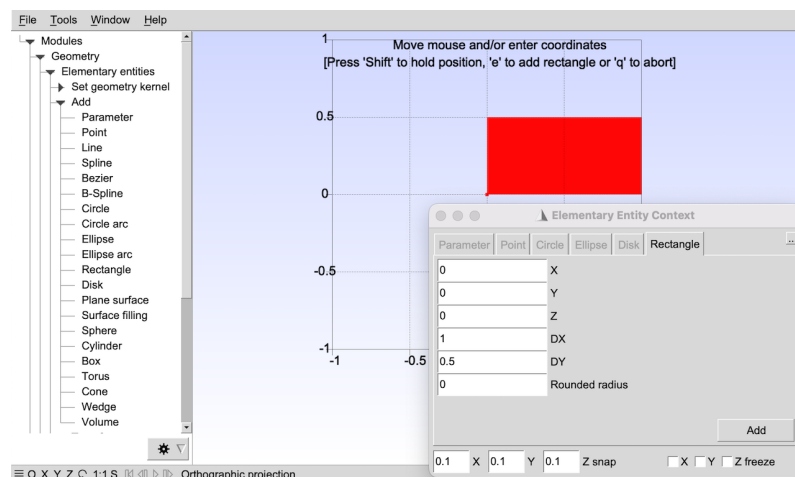 File Tools Window Help
Modules
Geometry
Elementary entities
Set geometry kernel
Add
Parameter
Point
Line
Spline
Bezier
B-Spline
Circle
Circle arc
Ellipse
Ellipse arc
Rectangle
Disk
Plane surface
Surface filling
Sphere
Cylinder
Box
Torus
Cone
Wedge
Volume
1
Move mouse and/or enter coordinates
[Press 'Shift' to hold position, 'e' to add rectangle or 'q' to abort]
0.5
0
-0.5
-1
-1 -0.5
Elementary Entity Context
Parameter Point Circle Ellipse Disk Rectangle ...
0 X
0 Y
0 Z
1 DX
0.5 DY
0 Rounded radius
Add
0.1 X 0.1 Y 0.1 Z snap X Y Z freeze
O X Y Z 1:1 S Orthographic projection